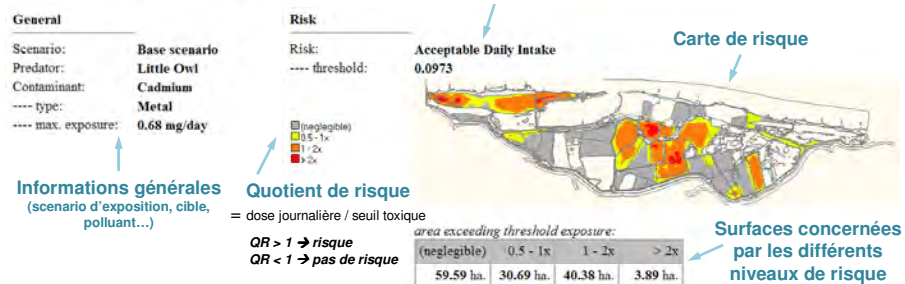 General
Scenario: Base scenario
Predator: Little Owl
Contaminant: Cadmium
---- type: Metal
---- max. exposure: 0.68 mg/day
Informations générales
(scenario d'exposition, cible,
polluant…)
Risk
Risk: Acceptable Daily Intake
---- threshold: 0.0973
(neglegible)
0.5 - 1x
1 - 2x
> 2x
Quotient de risque
= dose journalière / seuil toxique
QR > 1 → risque
QR < 1 → pas de risque
Carte de risque
area exceeding threshold exposure:
(neglegible) 0.5 - 1x 1 - 2x > 2x
59.59 ha. 30.69 ha. 40.38 ha. 3.89 ha.
Surfaces concernées
par les différents
niveaux de risque